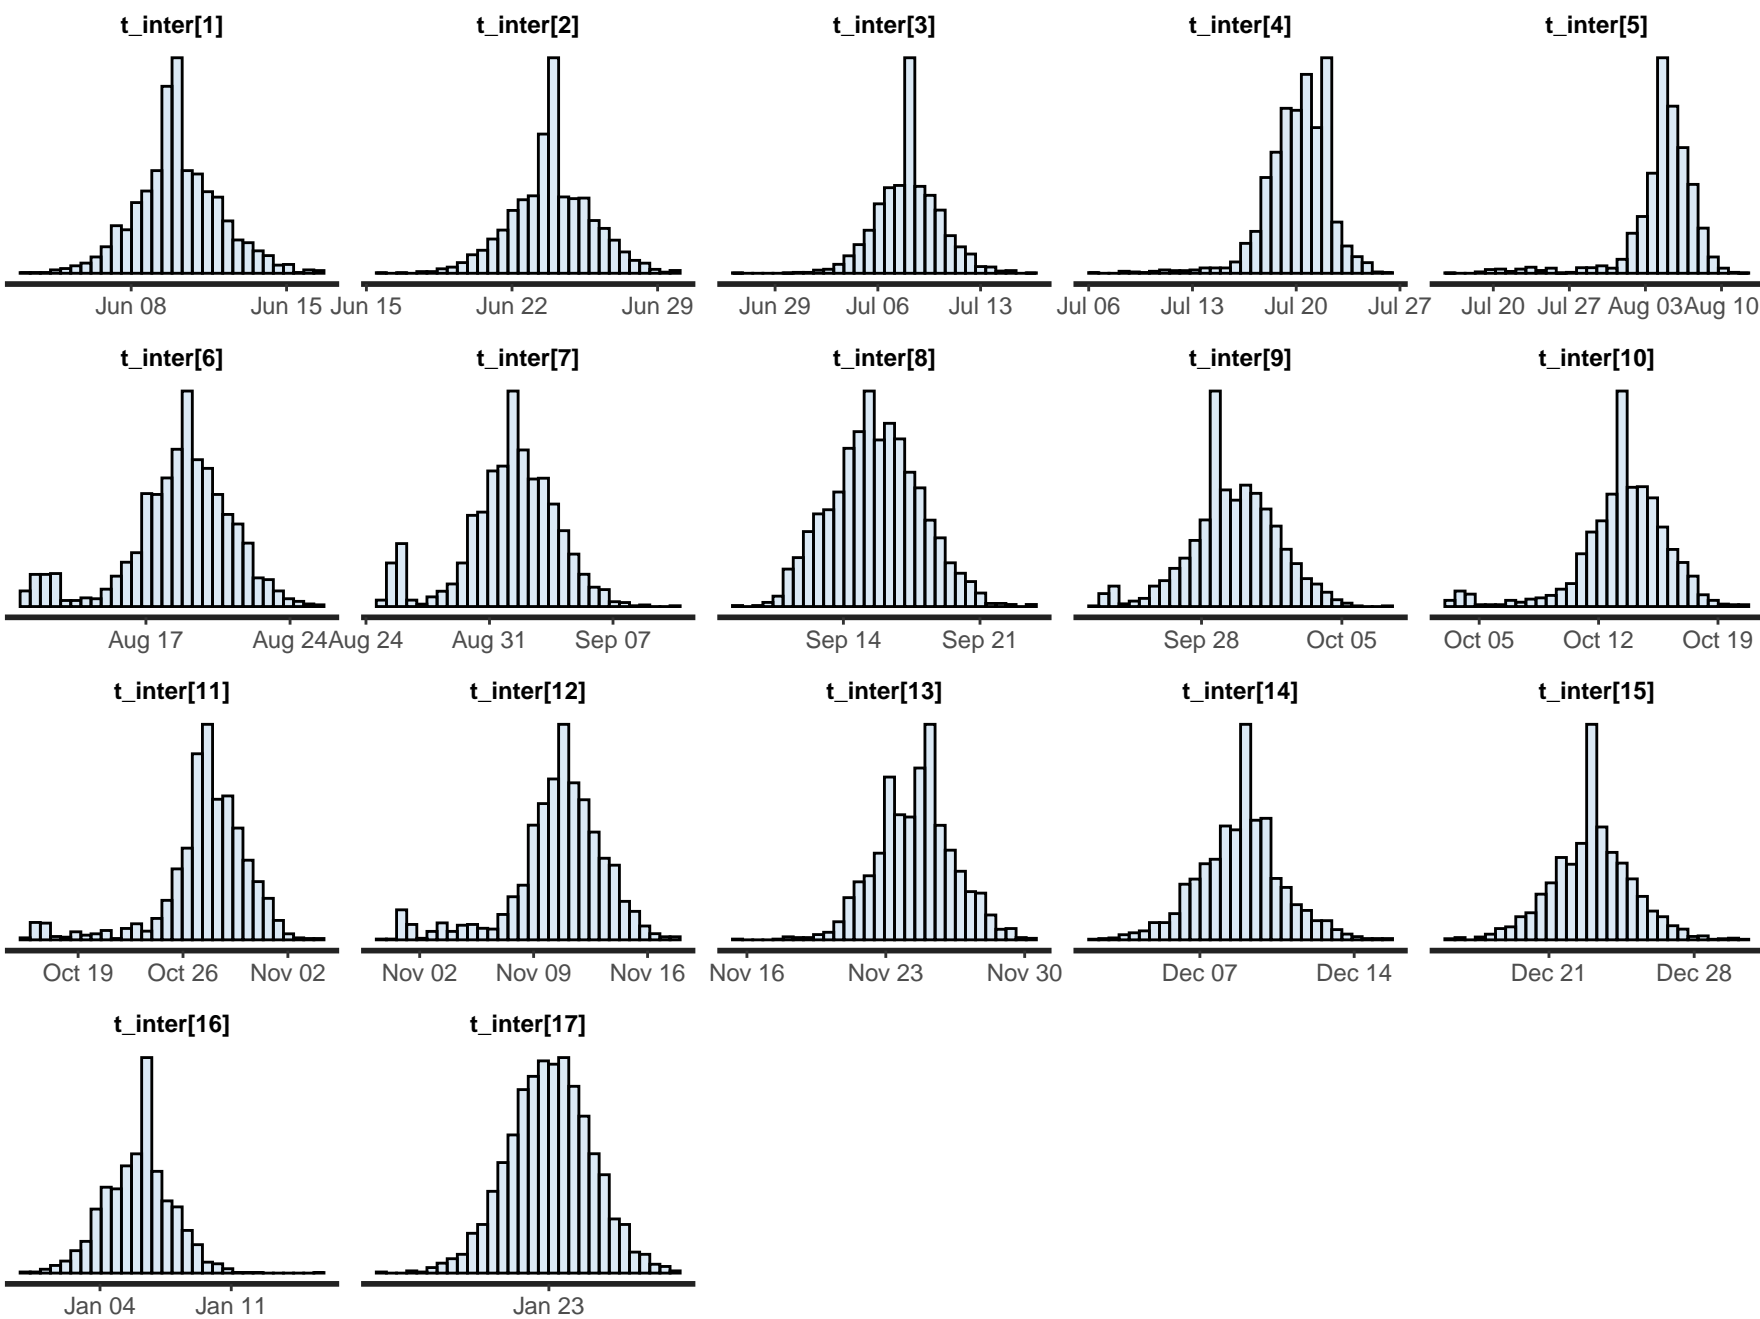 t_inter[1] t_inter[2] t_inter[3] t_inter[4] t_inter[5]
Jun 08 Jun 15 Jun 15 Jun 22 Jun 29 Jun 29 Jul 06 Jul 13 Jul 06 Jul 13 Jul 20 Jul 27 Jul 20 Jul 27 Aug 03 Aug 10
t_inter[6] t_inter[7] t_inter[8] t_inter[9] t_inter[10]
Aug 17 Aug 24 Aug 24 Aug 31 Sep 07 Sep 14 Sep 21 Sep 28 Oct 05 Oct 05 Oct 12 Oct 19
t_inter[11] t_inter[12] t_inter[13] t_inter[14] t_inter[15]
Oct 19 Oct 26 Nov 02 Nov 02 Nov 09 Nov 16 Nov 16 Nov 23 Nov 30 Dec 07 Dec 14 Dec 21 Dec 28
t_inter[16] t_inter[17]
Jan 04 Jan 11 Jan 23